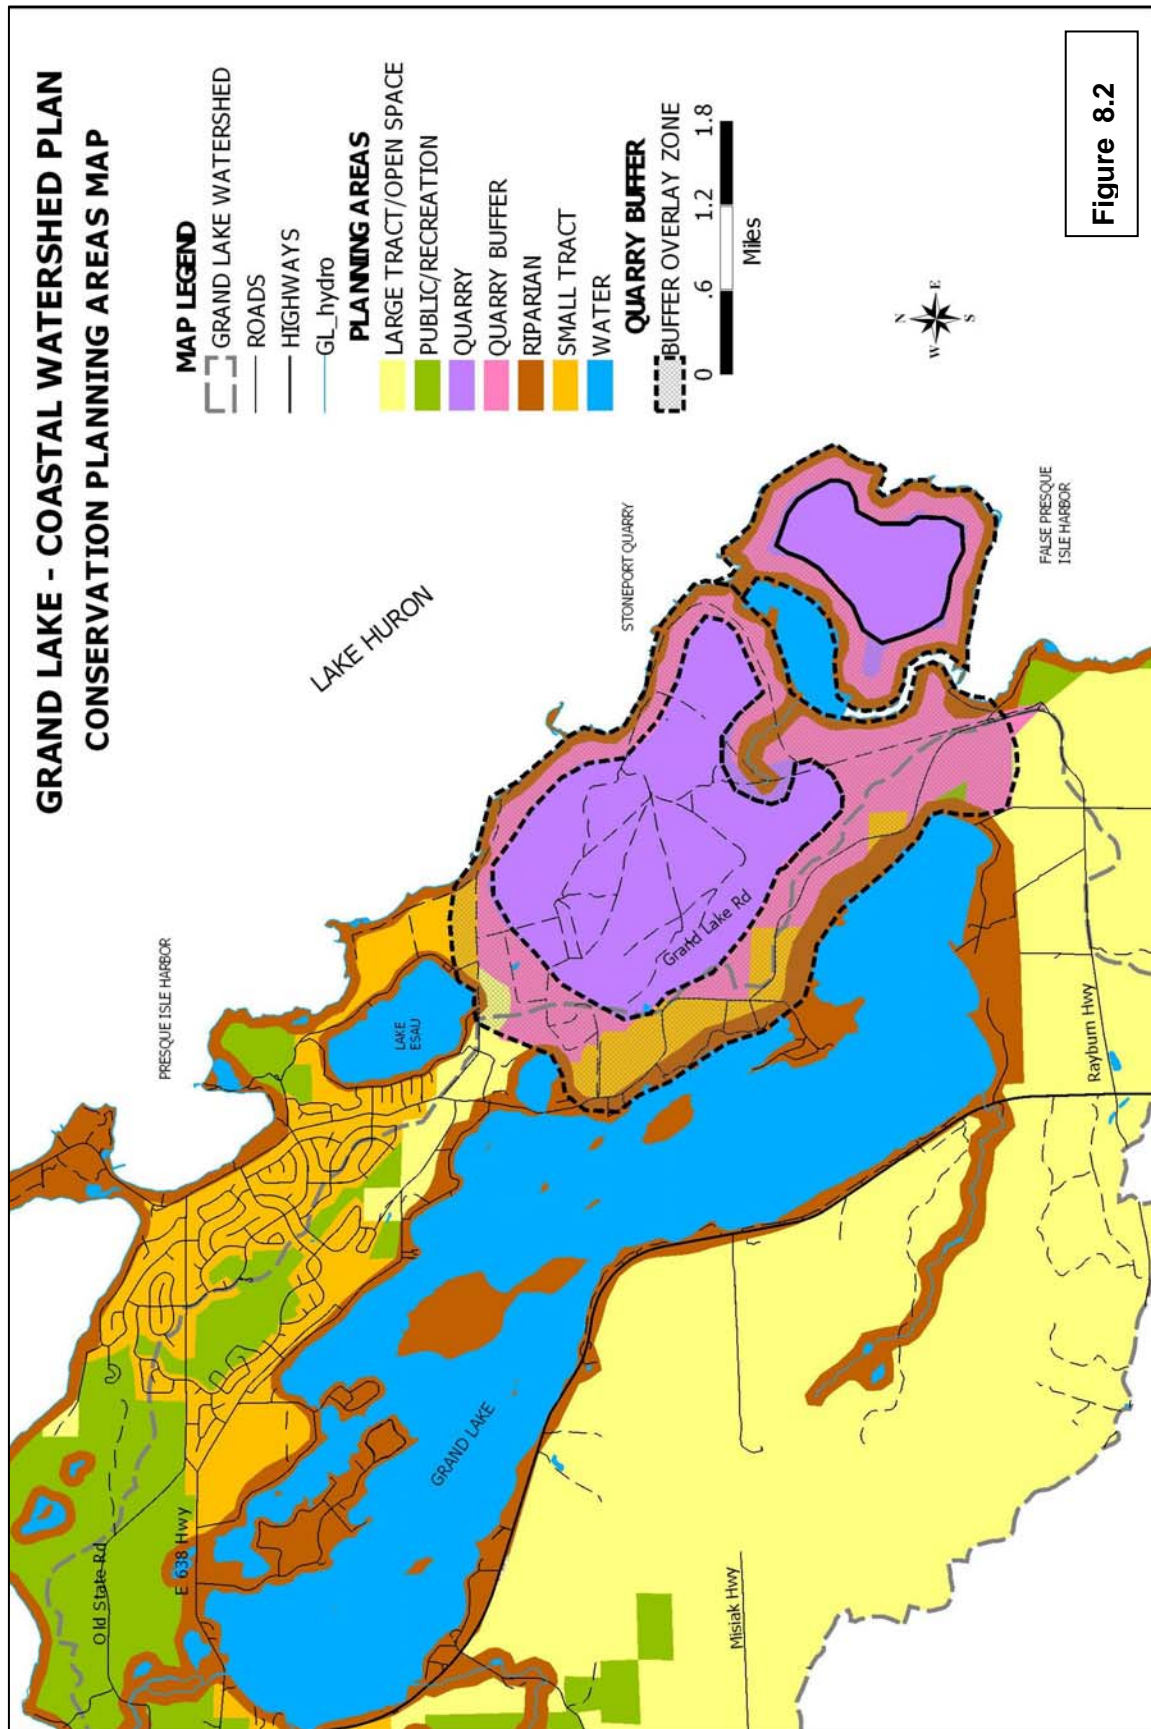 GRAND LAKE - COASTAL WATERSHED PLAN
CONSERVATION PLANNING AREAS MAP
MAP LEGEND
GRAND LAKE WATERSHED
ROADS
HIGHWAYS
GL_hydro
PLANNING AREAS
LARGE TRACT/OPEN SPACE
PUBLIC/RECREATION
QUARRY
QUARRY BUFFER
RIPARIAN
SMALL TRACT
WATER
QUARRY BUFFER
BUFFER OVERLAY ZONE
0 .6 1.2 1.8
Miles
N
W E
S
Figure 8.2
LAKE HURON
PRESQUE ISLE HARBOR
STONEPORT QUARRY
FALSE PRESQUE
ISLE HARBOR
LAKE
ESAU
GRAND LAKE
Grand Lake Rd
Old State Rd
E 638 Hwy
Misiak Hwy
Rayburn Hwy